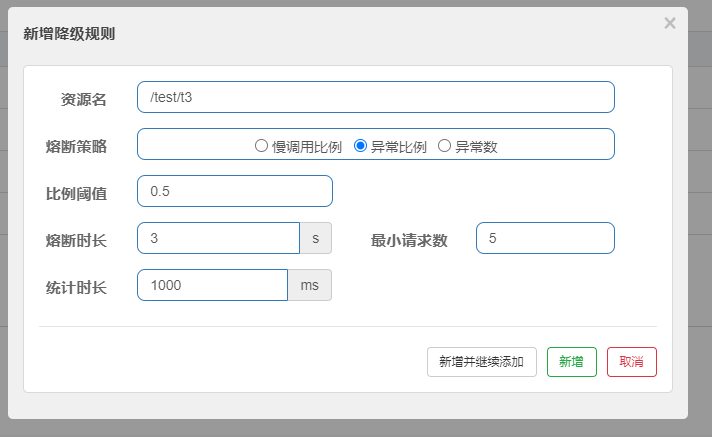 新增降级规则 ×
资源名 /test/t3
熔断策略 慢调用比例 异常比例 异常数
比例阈值 0.5
熔断时长 3 s 最小请求数 5
统计时长 1000 ms
新增并继续添加 新增 取消